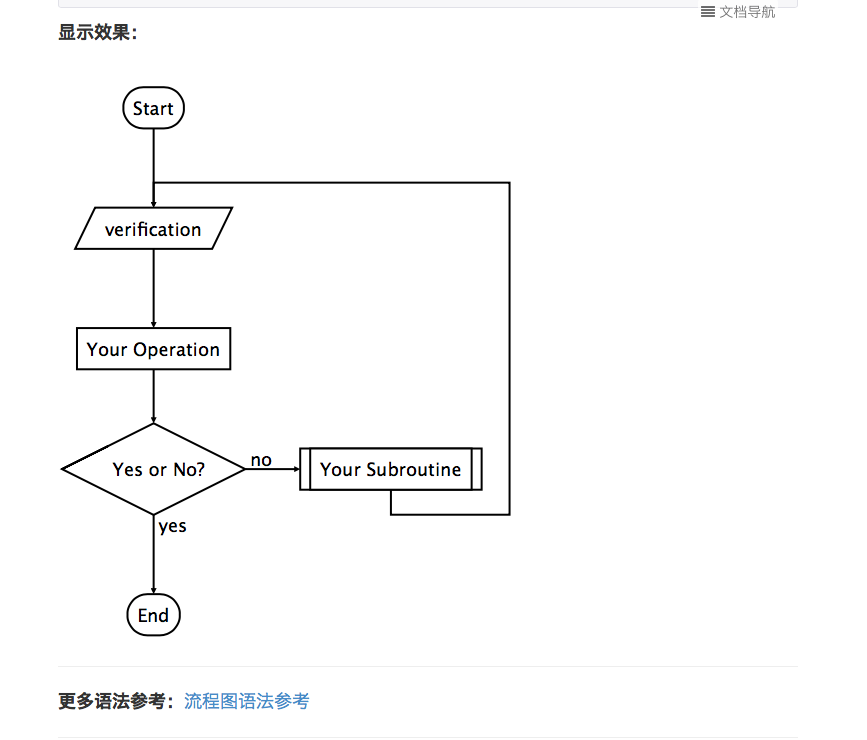 文档导航
显示效果：
Start
verification
Your Operation
Yes or No?
no
Your Subroutine
yes
End
更多语法参考：流程图语法参考